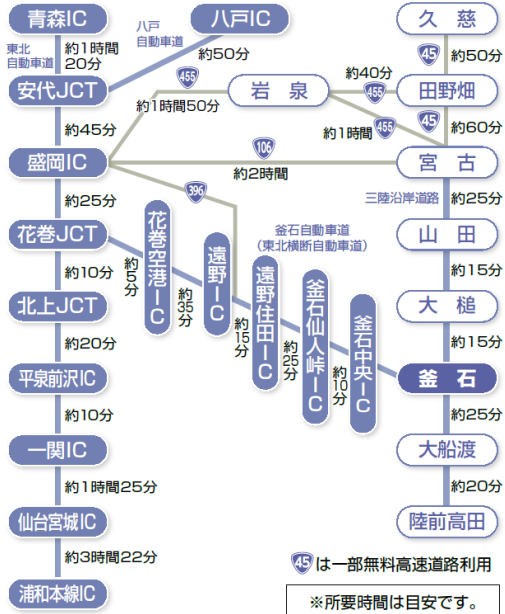 青森IC
八戸IC
久慈
東北
自動車道
約1時間
20分
八戸
自動車道
約50分
45
約50分
安代JCT
455
岩泉
約40分
455
田野畑
約1時間50分
約45分
約1時間
455
45
約60分
盛岡IC
106
約2時間
宮古
約25分
396
三陸沿岸道路
約25分
花巻JCT
花巻空港IC
遠野IC
釜石自動車道
(東北横断自動車道)
山田
約10分
約5分
約35分
約15分
遠野住田IC
約25分
釜石仙人峠IC
約10分
釜石中央IC
約15分
北上JCT
大槌
約20分
約15分
平泉前沢IC
釜石
約10分
約25分
一関IC
大船渡
約1時間25分
約20分
仙台宮城IC
陸前高田
約3時間22分
45は一部無料高速道路利用
浦和本線IC
※所要時間は目安です。